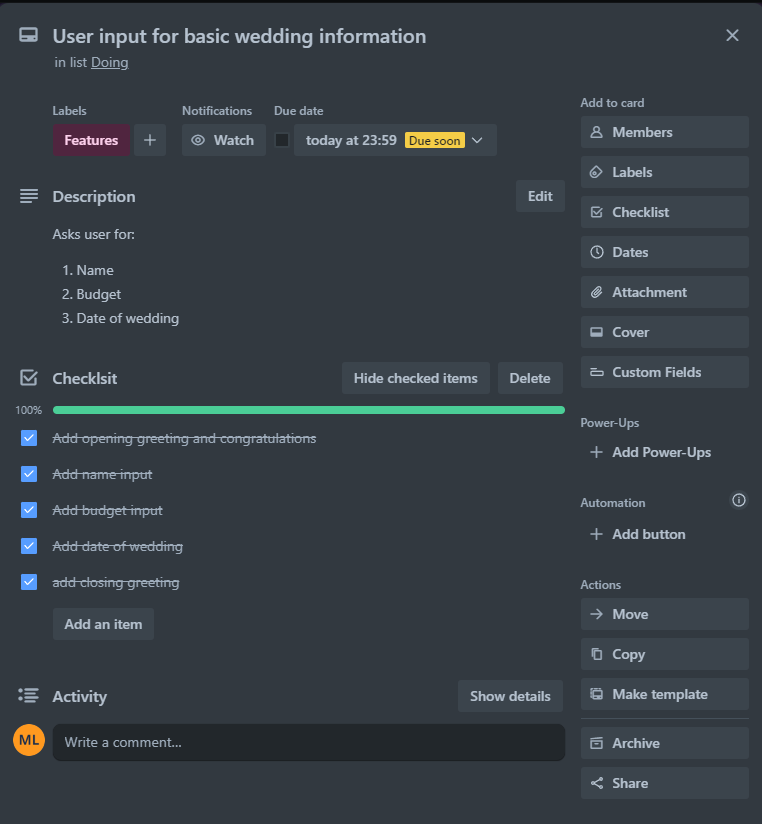 User input for basic wedding information
in list Doing
Labels
Features
Notifications
Watch
Due date
today at 23:59 Due soon
Description
Edit
Asks user for:
1. Name
2. Budget
3. Date of wedding
Checklsit
Hide checked items
Delete
100%
Add opening greeting and congratulations
Add name input
Add budget input
Add date of wedding
add closing greeting
Add an item
Activity
Show details
ML
Write a comment...
Add to card
Members
Labels
Checklist
Dates
Attachment
Cover
Custom Fields
Power-Ups
Add Power-Ups
Automation
Add button
Actions
Move
Copy
Make template
Archive
Share